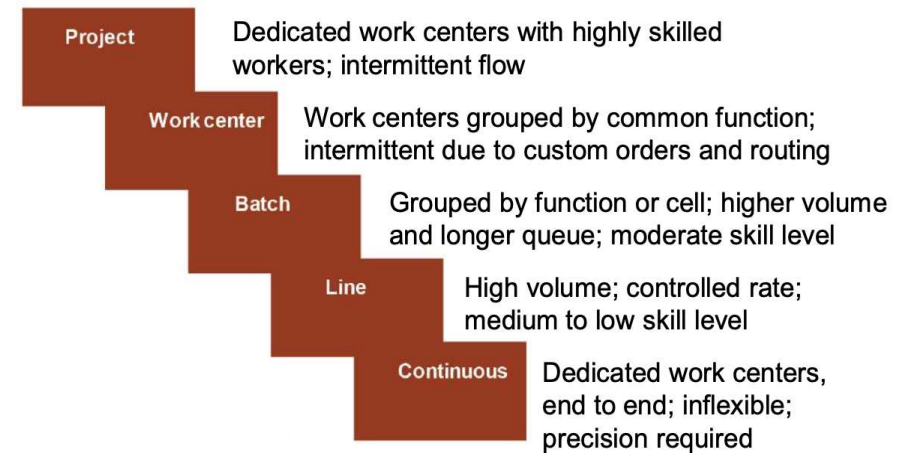 Project
Dedicated work centers with highly skilled
workers; intermittent flow
Work center
Work centers grouped by common function;
intermittent due to custom orders and routing
Batch
Grouped by function or cell; higher volume
and longer queue; moderate skill level
Line
High volume; controlled rate;
medium to low skill level
Continuous
Dedicated work centers,
end to end; inflexible;
precision required